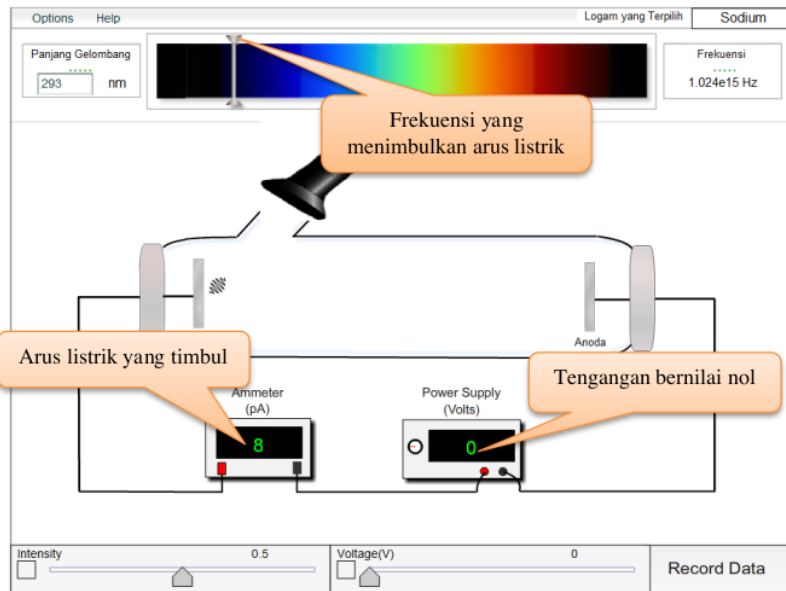 Options Help
Logam yang Terpilih
Sodium
Panjang Gelombang
293 nm
Frekuensi
1.024e15 Hz
Frekuensi yang
menimbulkan arus listrik
Anoda
Arus listrik yang timbul
Tengangan bernilai nol
Ammeter
(pA)
8
Power Supply
(Volts)
0
Intensity 0.5
Voltage(V) 0
Record Data